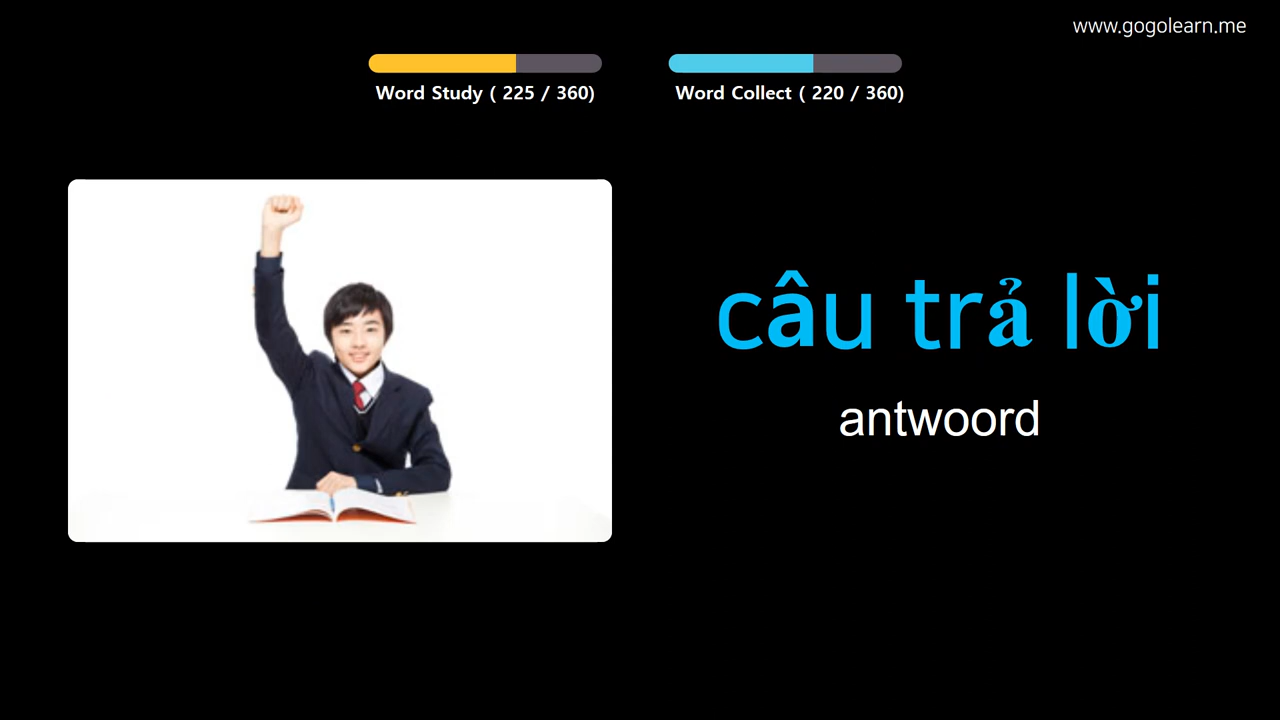 www.gogolearn.me
Word Study ( 225 / 360)
Word Collect ( 220 / 360)
câu trả lời
antwoord